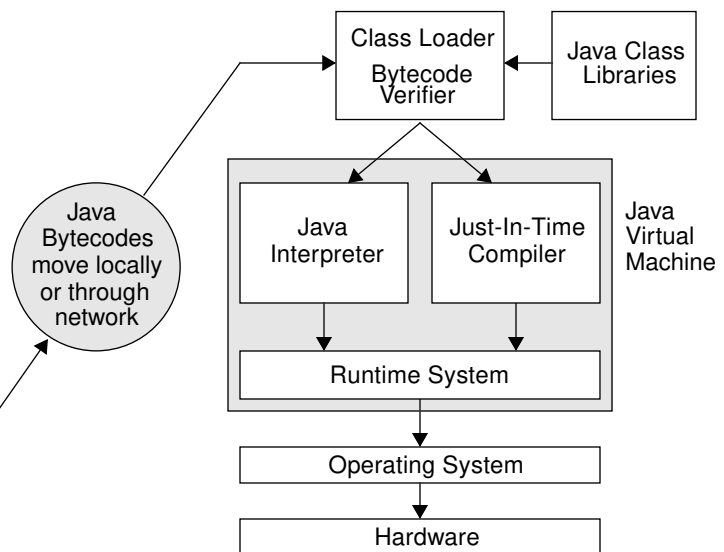 Class Loader
Bytecode
Verifier
Java Class
Libraries
Java
Bytecodes
move locally
or through
network
Java
Interpreter
Just-In-Time
Compiler
Java
Virtual
Machine
Runtime System
Operating System
Hardware